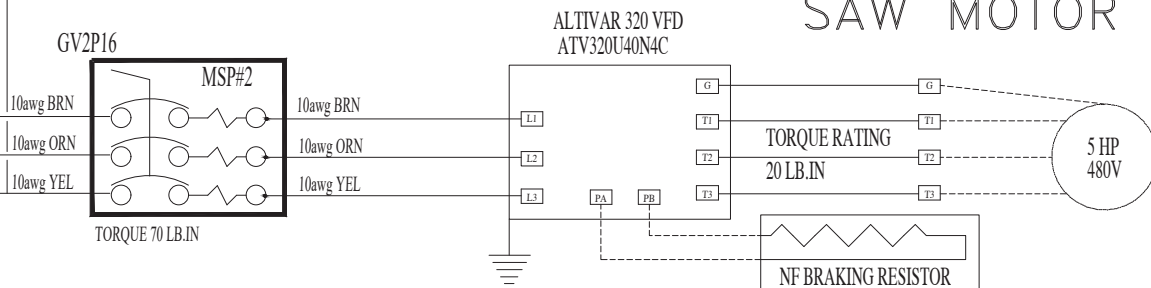 SAW MOTOR
ALTIVAR 320 VFD
ATV320U40N4C
GV2P16
MSP#2
10awg BRN
10awg BRN
10awg ORN
10awg ORN
10awg YEL
10awg YEL
TORQUE 70 LB.IN
L1
L2
L3
G
T1
T2
T3
PA
PB
TORQUE RATING
20 LB.IN
G
T1
T2
T3
5 HP
480V
NF BRAKING RESISTOR